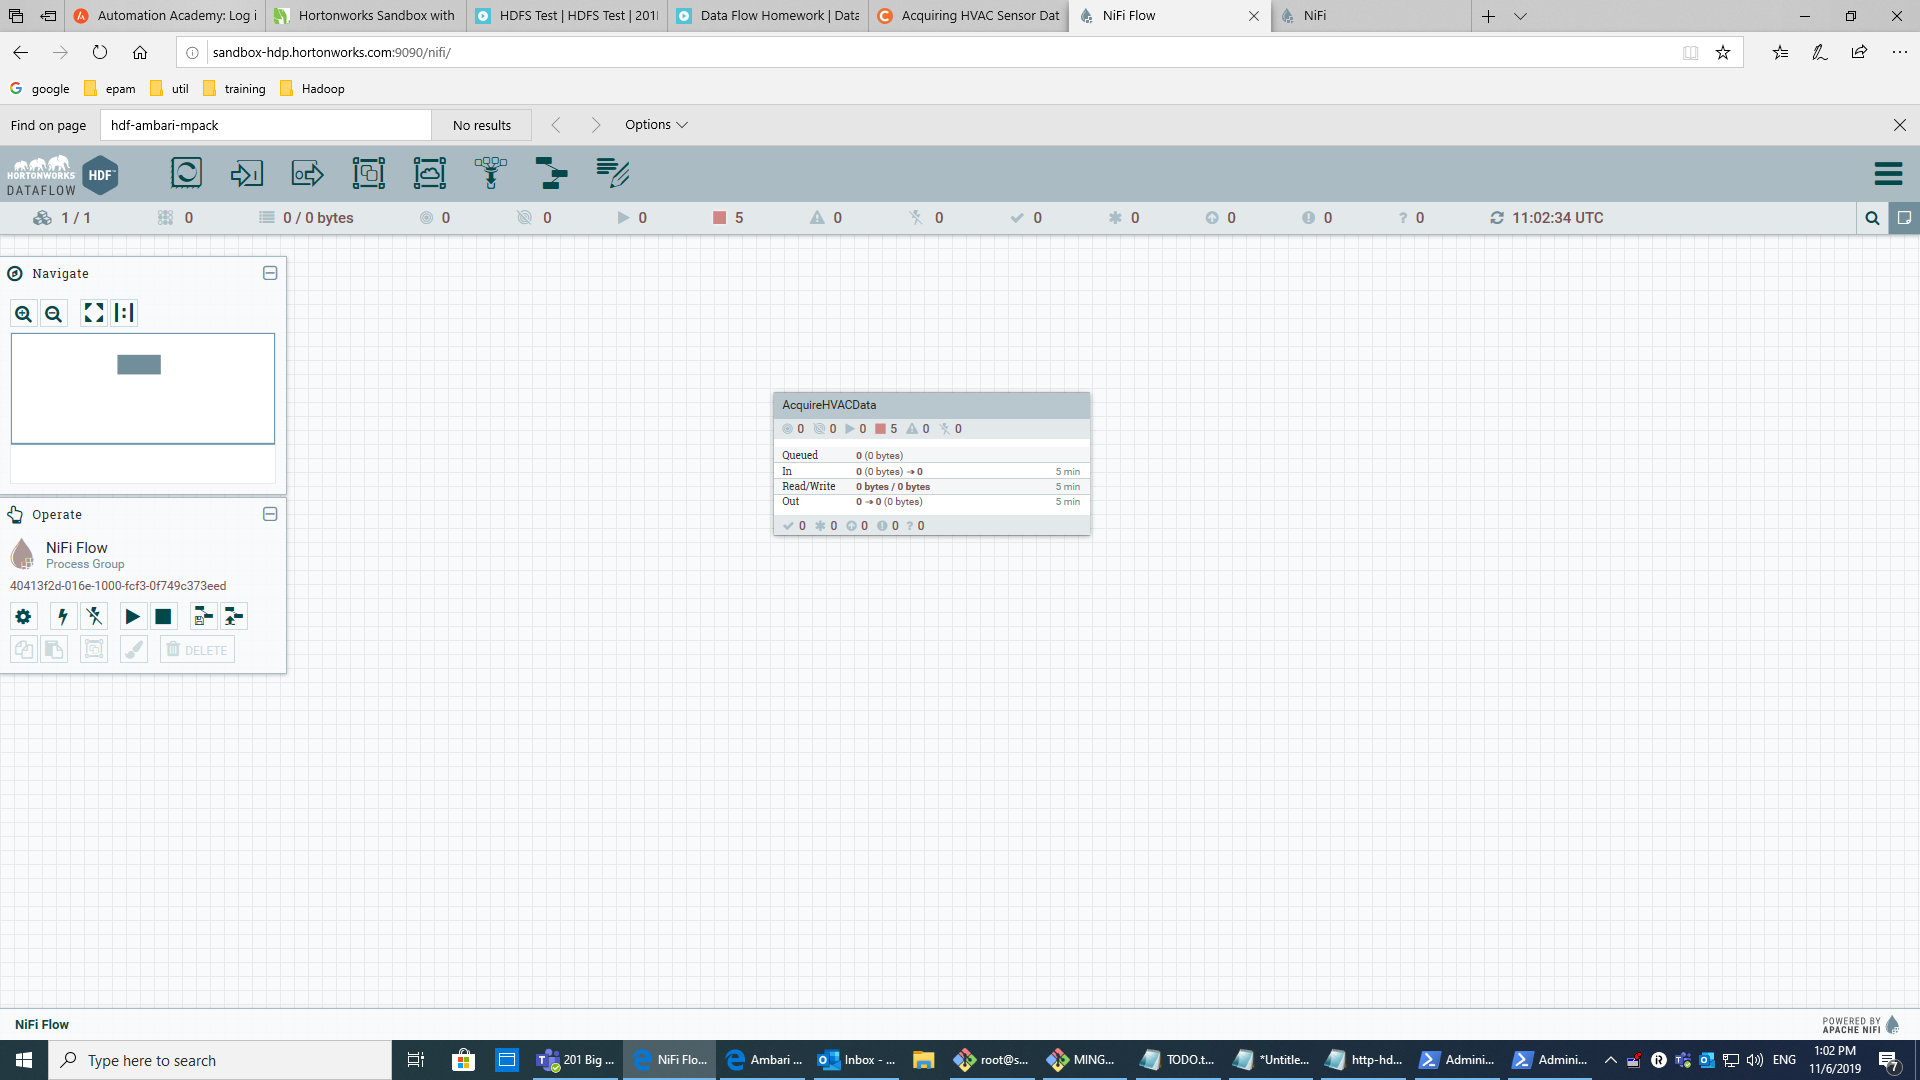 Automation Academy: Log i
Hortonworks Sandbox with
HDFS Test | HDFS Test | 201
Data Flow Homework | Data
Acquiring HVAC Sensor Dat
NiFi Flow
NiFi
sandbox-hdp.hortonworks.com:9090/nifi/
google
epam
util
training
Hadoop
Find on page
hdf-ambari-mpack
No results
Options
HORTONWORKS
DATAFLOW
HDF
1 / 1
0
0 / 0 bytes
0
0
0
5
0
0
0
0
0
0
? 0
11:02:34 UTC
Navigate
Operate
NiFi Flow
Process Group
40413f2d-016e-1000-fcf3-0f749c373eed
DELETE
AcquireHVACData
0 0 0 5 0 0
Queued 0 (0 bytes)
In 0 (0 bytes) → 0 5 min
Read/Write 0 bytes / 0 bytes 5 min
Out 0 → 0 (0 bytes) 5 min
0 0 0 0 ? 0
NiFi Flow
POWERED BY
APACHE NIFI
Type here to search
201 Big ...
NiFi Flo...
Ambari ...
Inbox - ...
root@s...
MING...
TODO.t...
*Untitle...
http-hd...
Admini...
Admini...
ENG
1:02 PM
11/6/2019
7